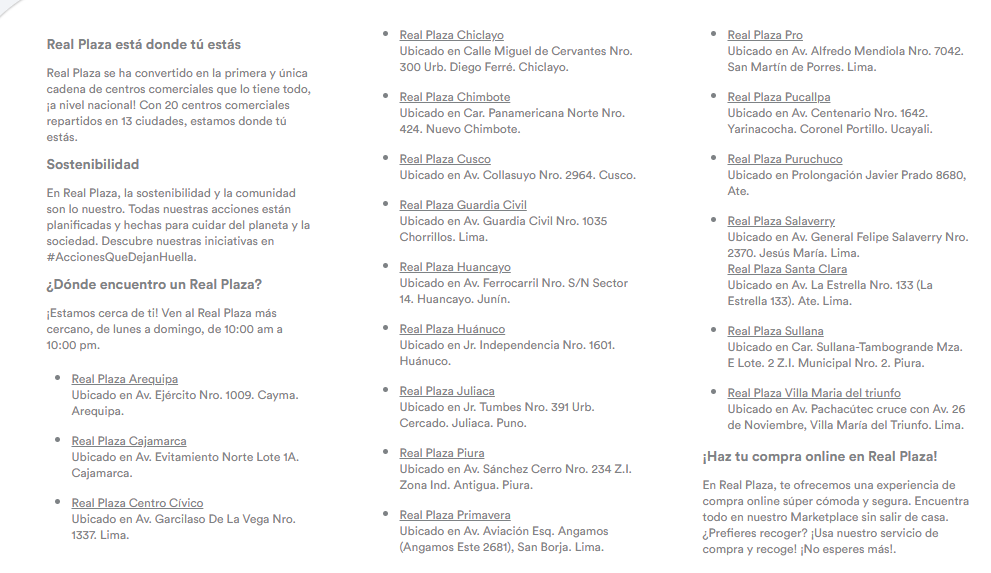 Real Plaza está donde tú estás
Real Plaza se ha convertido en la primera y única
cadena de centros comerciales que lo tiene todo,
¡a nivel nacional! Con 20 centros comerciales
repartidos en 13 ciudades, estamos donde tú
estás.
Sostenibilidad
En Real Plaza, la sostenibilidad y la comunidad
son lo nuestro. Todas nuestras acciones están
planificadas y hechas para cuidar del planeta y la
sociedad. Descubre nuestras iniciativas en
#AccionesQueDejanHuella.
¿Dónde encuentro un Real Plaza?
¡Estamos cerca de ti! Ven al Real Plaza más
cercano, de lunes a domingo, de 10:00 am a
10:00 pm.
Real Plaza Arequipa
Ubicado en Av. Ejército Nro. 1009. Cayma.
Arequipa.
Real Plaza Cajamarca
Ubicado en Av. Evitamiento Norte Lote 1A.
Cajamarca.
Real Plaza Centro Cívico
Ubicado en Av. Garcilaso De La Vega Nro.
1337. Lima.
Real Plaza Chiclayo
Ubicado en Calle Miguel de Cervantes Nro.
300 Urb. Diego Ferré. Chiclayo.
Real Plaza Chimbote
Ubicado en Car. Panamericana Norte Nro.
424. Nuevo Chimbote.
Real Plaza Cusco
Ubicado en Av. Collasuyo Nro. 2964. Cusco.
Real Plaza Guardia Civil
Ubicado en Av. Guardia Civil Nro. 1035
Chorrillos. Lima.
Real Plaza Huancayo
Ubicado en Av. Ferrocarril Nro. S/N Sector
14. Huancayo. Junín.
Real Plaza Huánuco
Ubicado en Jr. Independencia Nro. 1601.
Huánuco.
Real Plaza Juliaca
Ubicado en Jr. Tumbes Nro. 391 Urb.
Cercado. Juliaca. Puno.
Real Plaza Piura
Ubicado en Av. Sánchez Cerro Nro. 234 Z.I.
Zona Ind. Antigua. Piura.
Real Plaza Primavera
Ubicado en Av. Aviación Esq. Angamos
(Angamos Este 2681), San Borja. Lima.
Real Plaza Pro
Ubicado en Av. Alfredo Mendiola Nro. 7042.
San Martín de Porres. Lima.
Real Plaza Pucallpa
Ubicado en Av. Centenario Nro. 1642.
Yarinacocha. Coronel Portillo. Ucayali.
Real Plaza Puruchuco
Ubicado en Prolongación Javier Prado 8680,
Ate.
Real Plaza Salaverry
Ubicado en Av. General Felipe Salaverry Nro.
2370. Jesús María. Lima.
Real Plaza Santa Clara
Ubicado en Av. La Estrella Nro. 133 (La
Estrella 133). Ate. Lima.
Real Plaza Sullana
Ubicado en Car. Sullana-Tambogrande Mza.
E Lote. 2 Z.I. Municipal Nro. 2. Piura.
Real Plaza Villa Maria del triunfo
Ubicado en Av. Pachacútec cruce con Av. 26
de Noviembre, Villa María del Triunfo. Lima.
¡Haz tu compra online en Real Plaza!
En Real Plaza, te ofrecemos una experiencia de
compra online súper cómoda y segura. Encuentra
todo en nuestro Marketplace sin salir de casa.
¿Prefieres recoger? ¡Usa nuestro servicio de
compra y recoge! ¡No esperes más!.